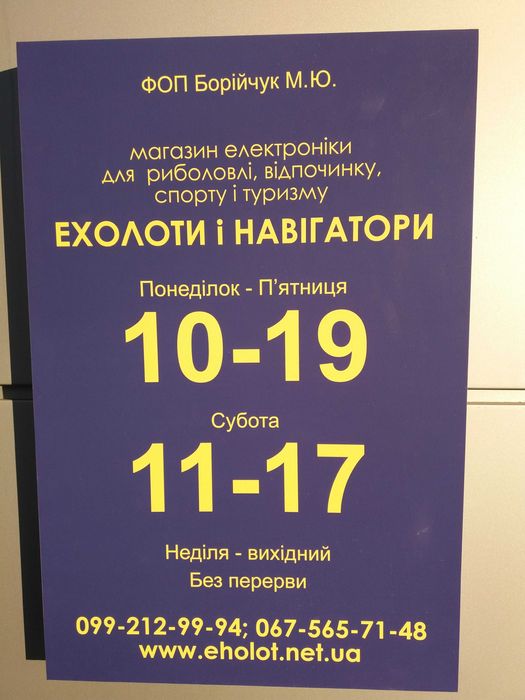 ФОП Борійчук М.Ю.
магазин електроніки
для риболовлі, відпочинку,
спорту і туризму
ЕХОЛОТИ і НАВІГАТОРИ
Понеділок - П'ятниця
10-19
Субота
11-17
Неділя - вихідний
Без перерви
099-212-99-94; 067-565-71-48
www.eholot.net.ua